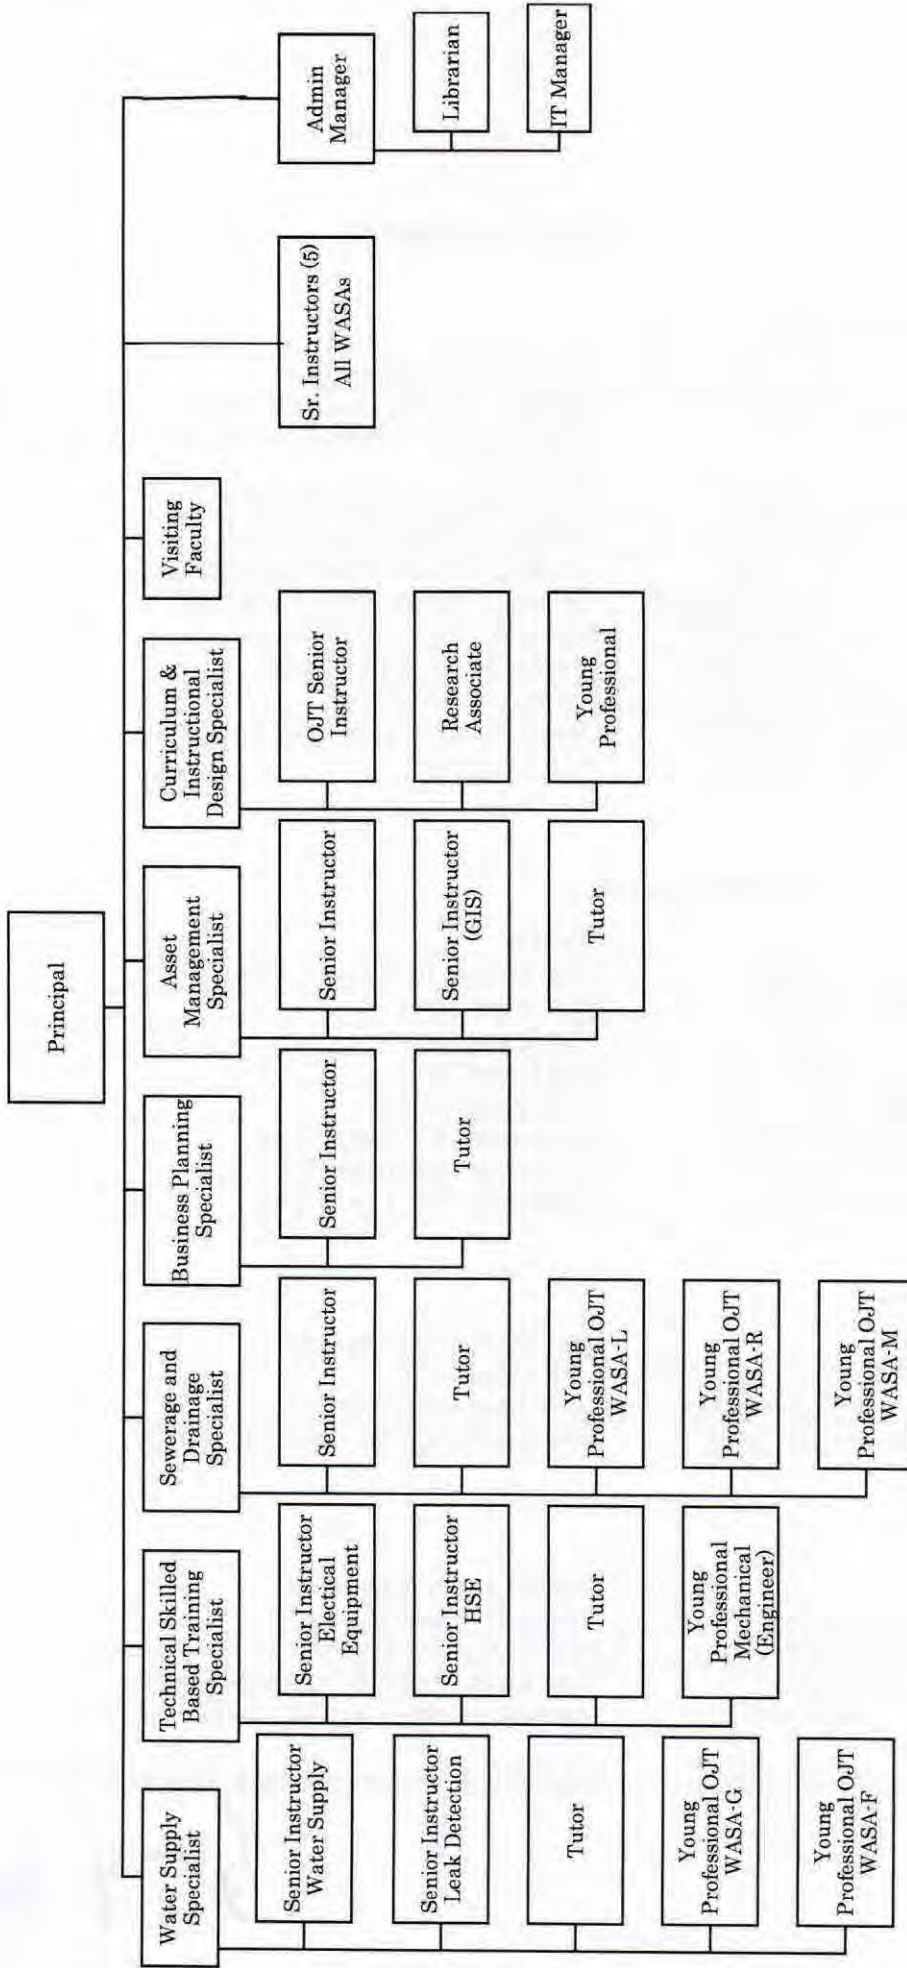 Principal
Water Supply
Specialist
Senior Instructor
Water Supply
Senior Instructor
Leak Detection
Tutor
Young
Professional OJT
WASA-G
Young
Professional OJT
WASA-F
Technical Skilled
Based Training
Specialist
Senior Instructor
Electical
Equipment
Senior Instructor
HSE
Tutor
Young
Professional
Mechanical
(Engineer)
Sewerage and
Drainage
Specialist
Senior Instructor
Tutor
Young
Professional OJT
WASA-L
Young
Professional OJT
WASA-R
Young
Professional OJT
WASA-M
Business Planning
Specialist
Senior Instructor
Tutor
Asset
Management
Specialist
Senior Instructor
Senior Instructor
(GIS)
Tutor
Curriculum &
Instructional
Design Specialist
OJT Senior
Instructor
Research
Associate
Young
Professional
Visiting
Faculty
Sr. Instructors (5)
All WASAs
Admin
Manager
Librarian
IT Manager